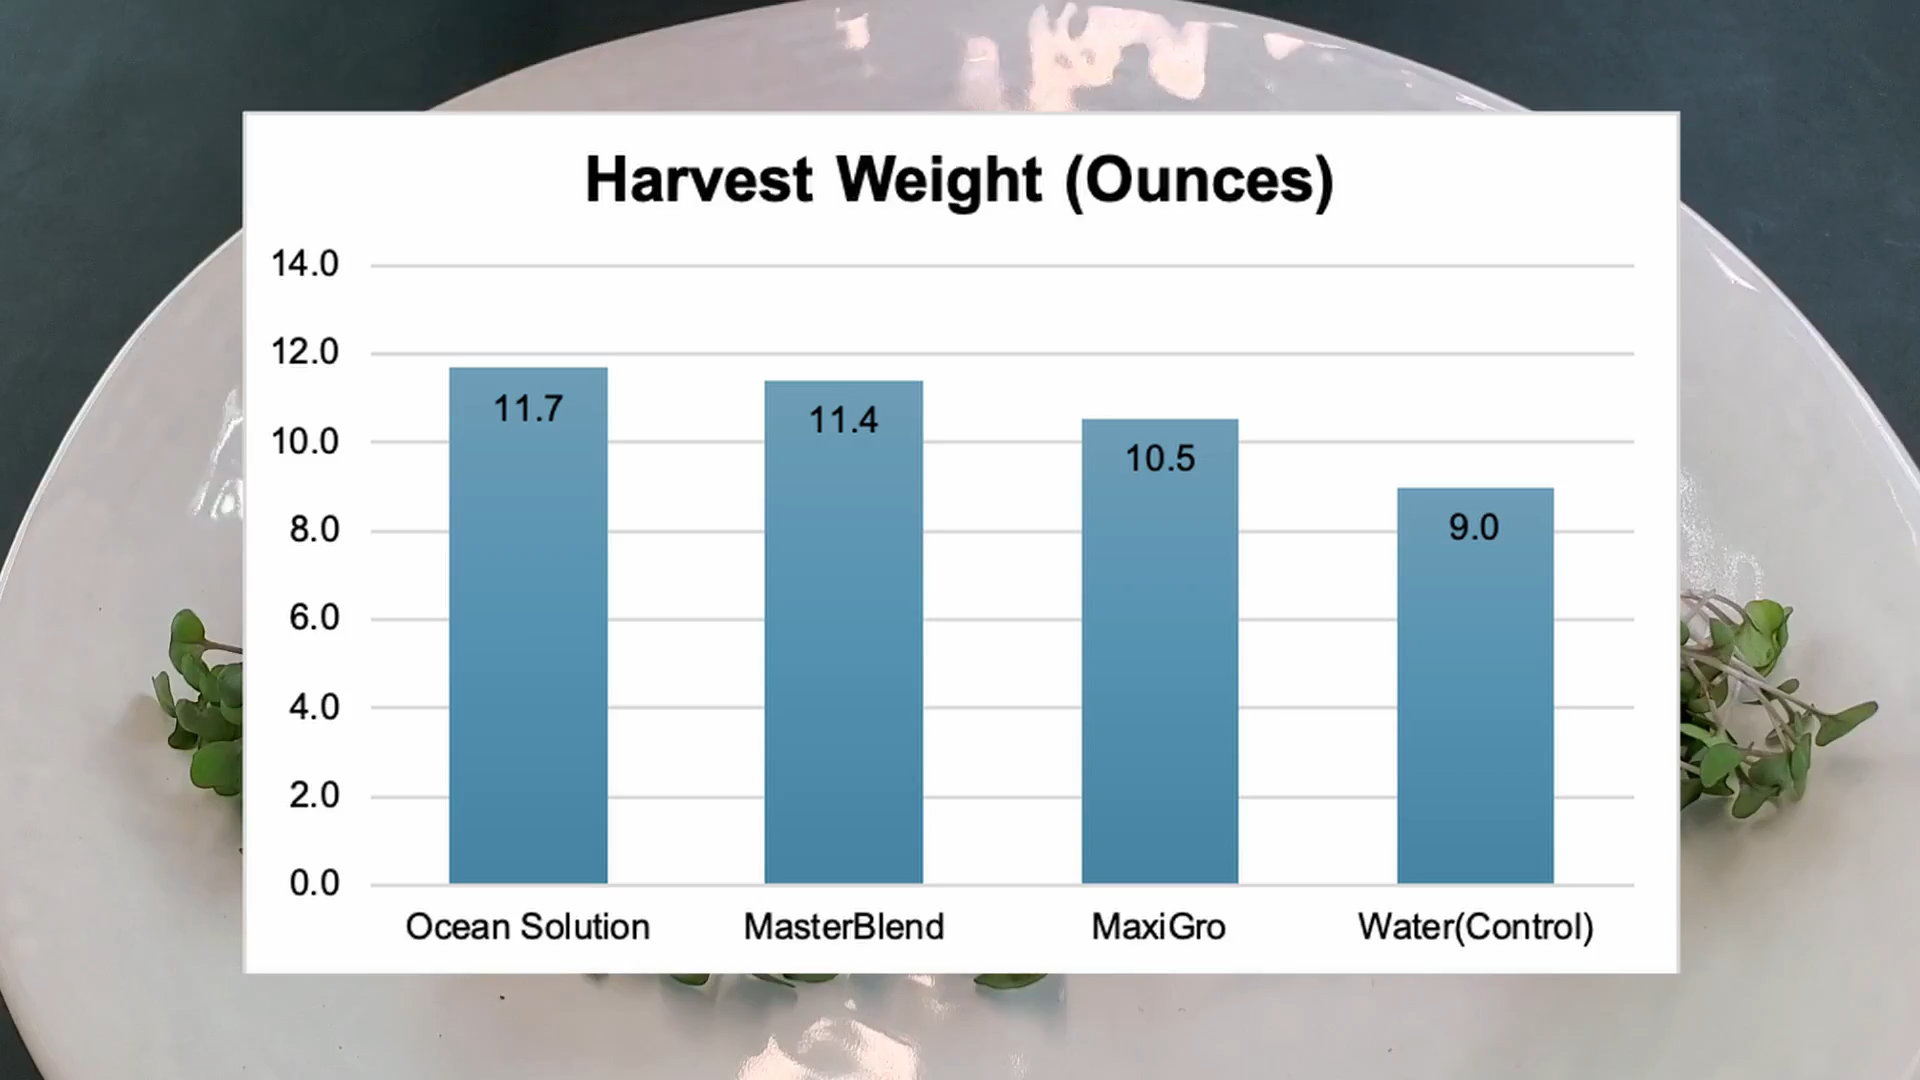 Harvest Weight (Ounces)
14.0
12.0
10.0
8.0
6.0
4.0
2.0
0.0
11.7
11.4
10.5
9.0
Ocean Solution
MasterBlend
MaxiGro
Water(Control)